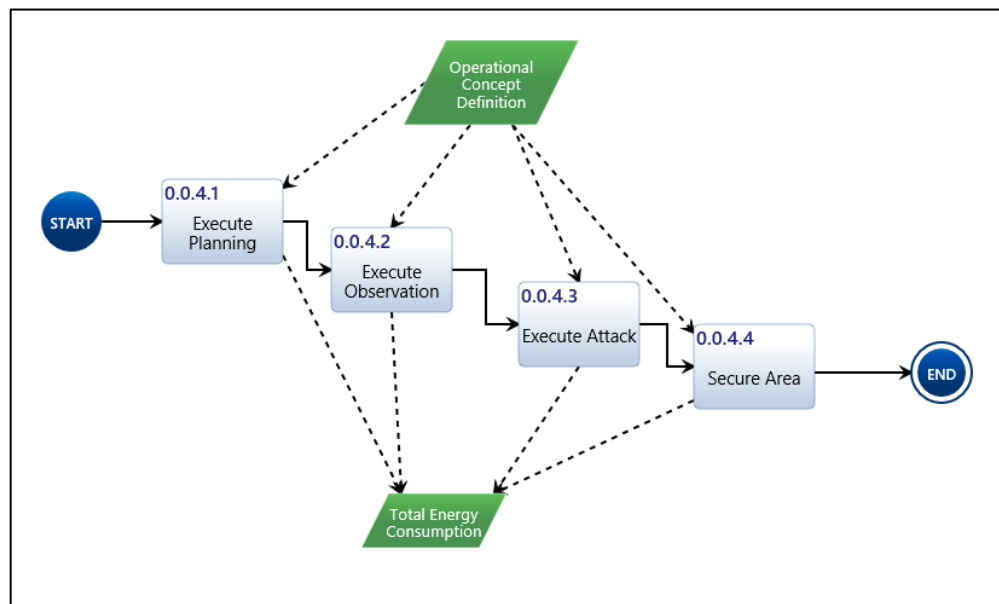 Operational
Concept
Definition
START
0.0.4.1
Execute
Planning
0.0.4.2
Execute
Observation
0.0.4.3
Execute Attack
0.0.4.4
Secure Area
END
Total Energy
Consumption